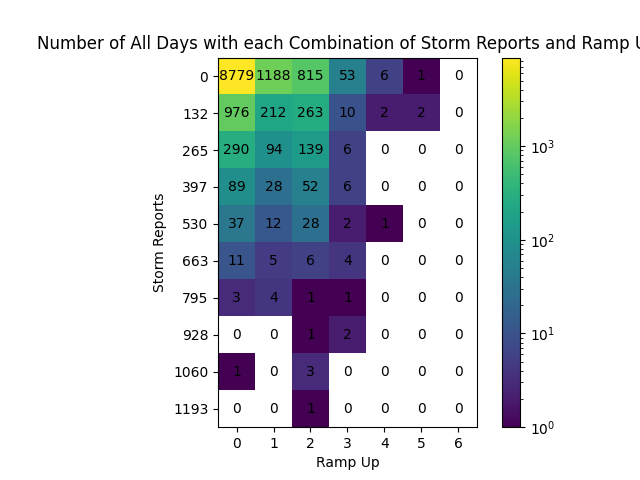 Number of All Days with each Combination of Storm Reports and Ramp
Storm Reports
0 8779 1188 815 53 6 1 0
132 976 212 263 10 2 2 0
265 290 94 139 6 0 0 0
397 89 28 52 6 0 0 0
530 37 12 28 2 1 0 0
663 11 5 6 4 0 0 0
795 3 4 1 1 0 0 0
928 0 0 1 2 0 0 0
1060 1 0 3 0 0 0 0
1193 0 0 1 0 0 0 0
0 1 2 3 4 5 6
Ramp Up
10³
10²
10¹
10⁰